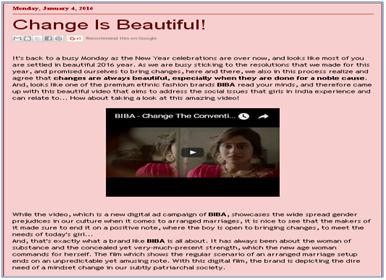 Monday, January 4, 2016
Change Is Beautiful!
Recommend this on Google
It's back to a busy Monday as the New Year celebrations are over now, and looks like most of you
are settled in beautiful 2016 year. As we are busy sticking to the resolutions that we made for this
year, and promised ourselves to bring changes, here and there, we also in this process realize and
agree that changes are always beautiful, especially when they are done for a noble cause.
And, looks like one of the premium ethnic fashion brands BIBA read your minds, and therefore came
up with this beautiful video that aims to address the social issues that girls in India experience and
can relate to... How about taking a look at this amazing video!
BIBA - Change The Conventi...
While the video, which is a new digital ad campaign of BIBA, showcases the wide spread gender
prejudices in our culture when it comes to arranged marriages, it is nice to see that the makers of
it made sure to end it on a positive note, where the boy is open to bringing changes, to meet the
needs of today's girl...
And, that's exactly what a brand like BIBA is all about. It has always been about the woman of
substance and the concealed yet very-much-present strength, which the new age woman
commands for herself. The film which shows the regular scenario of an arranged marriage setup
ends on an unpredictable yet amazing note. With this digital film, the brand is depicting the dire
need of a mindset change in our subtly patriarchal society.